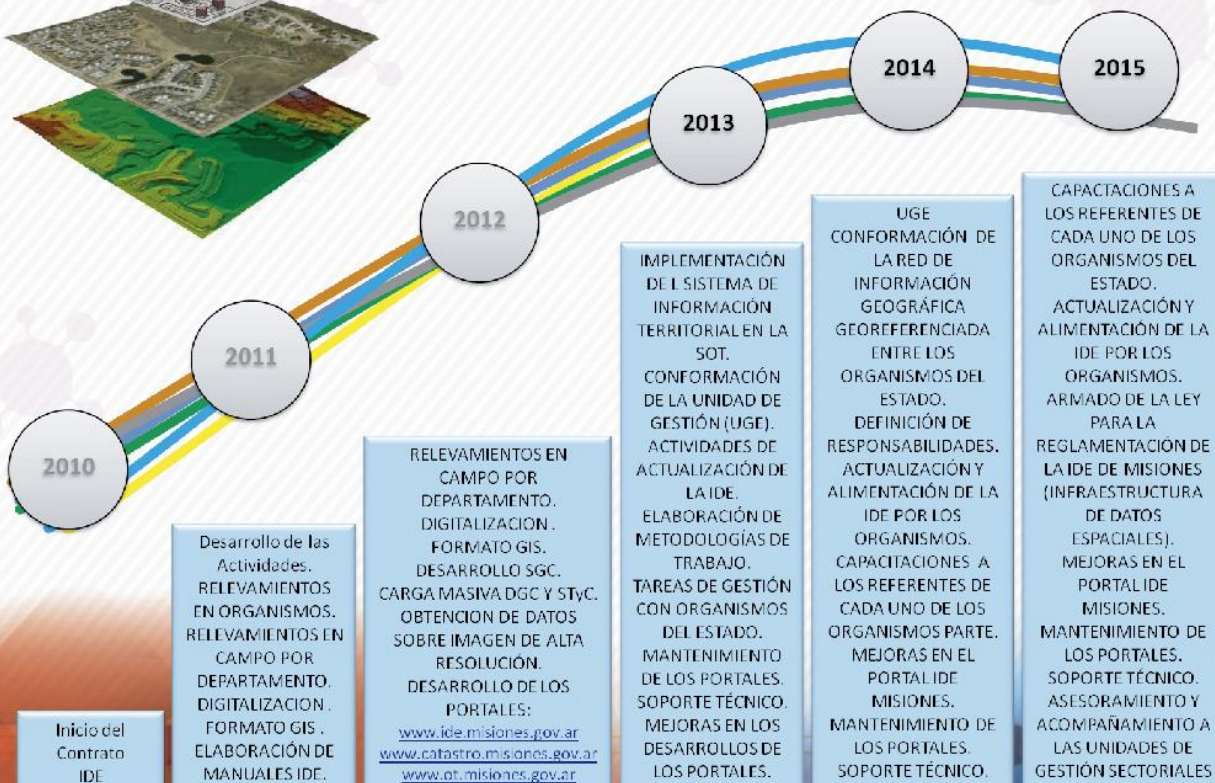 2010
2011
2012
2013
2014
2015
Inicio del
Contrato
IDE
Desarrollo de las
Actividades.
RELEVAMIENTOS
EN ORGANISMOS.
RELEVAMIENTOS EN
CAMPO POR
DEPARTAMENTO.
DIGITALIZACION .
FORMATO GIS .
ELABORACIÓN DE
MANUALES IDE.
RELEVAMIENTOS EN
CAMPO POR
DEPARTAMENTO.
DIGITALIZACION .
FORMATO GIS.
DESARROLLO SGC.
CARGA MASIVA DGC Y STyC.
OBTENCION DE DATOS
SOBRE IMAGEN DE ALTA
RESOLUCIÓN.
DESARROLLO DE LOS
PORTALES:
www.ide.misiones.gov.ar
www.catastro.misiones.gov.ar
www.ot.misiones.gov.ar
IMPLEMENTACIÓN
DE L SISTEMA DE
INFORMACIÓN
TERRITORIAL EN LA
SOT.
CONFORMACIÓN
DE LA UNIDAD DE
GESTIÓN (UGE).
ACTIVIDADES DE
ACTUALIZACIÓN DE
LA IDE.
ELABORACIÓN DE
METODOLOGÍAS DE
TRABAJO.
TAREAS DE GESTIÓN
CON ORGANISMOS
DEL ESTADO.
MANTENIMIENTO
DE LOS PORTALES.
SOPORTE TÉCNICO.
MEJORAS EN LOS
DESARROLLOS DE
LOS PORTALES.
UGE
CONFORMACIÓN DE
LA RED DE
INFORMACIÓN
GEOGRÁFICA
GEOREFERENCIADA
ENTRE LOS
ORGANISMOS DEL
ESTADO.
DEFINICIÓN DE
RESPONSABILIDADES.
ACTUALIZACIÓN Y
ALIMENTACIÓN DE LA
IDE POR LOS
ORGANISMOS.
CAPACITACIONES A
LOS REFERENTES DE
CADA UNO DE LOS
ORGANISMOS PARTE.
MEJORAS EN EL
PORTAL IDE
MISIONES.
MANTENIMIENTO DE
LOS PORTALES.
SOPORTE TÉCNICO.
CAPACTACIONES A
LOS REFERENTES DE
CADA UNO DE LOS
ORGANISMOS DEL
ESTADO.
ACTUALIZACIÓN Y
ALIMENTACIÓN DE LA
IDE POR LOS
ORGANISMOS.
ARMADO DE LA LEY
PARA LA
REGLAMENTACIÓN DE
LA IDE DE MISIONES
(INFRAESTRUCTURA
DE DATOS
ESPACIALES).
MEJORAS EN EL
PORTAL IDE
MISIONES.
MANTENIMIENTO DE
LOS PORTALES.
SOPORTE TÉCNICO.
ASESORAMIENTO Y
ACOMPAÑAMIENTO A
LAS UNIDADES DE
GESTIÓN SECTORIALES